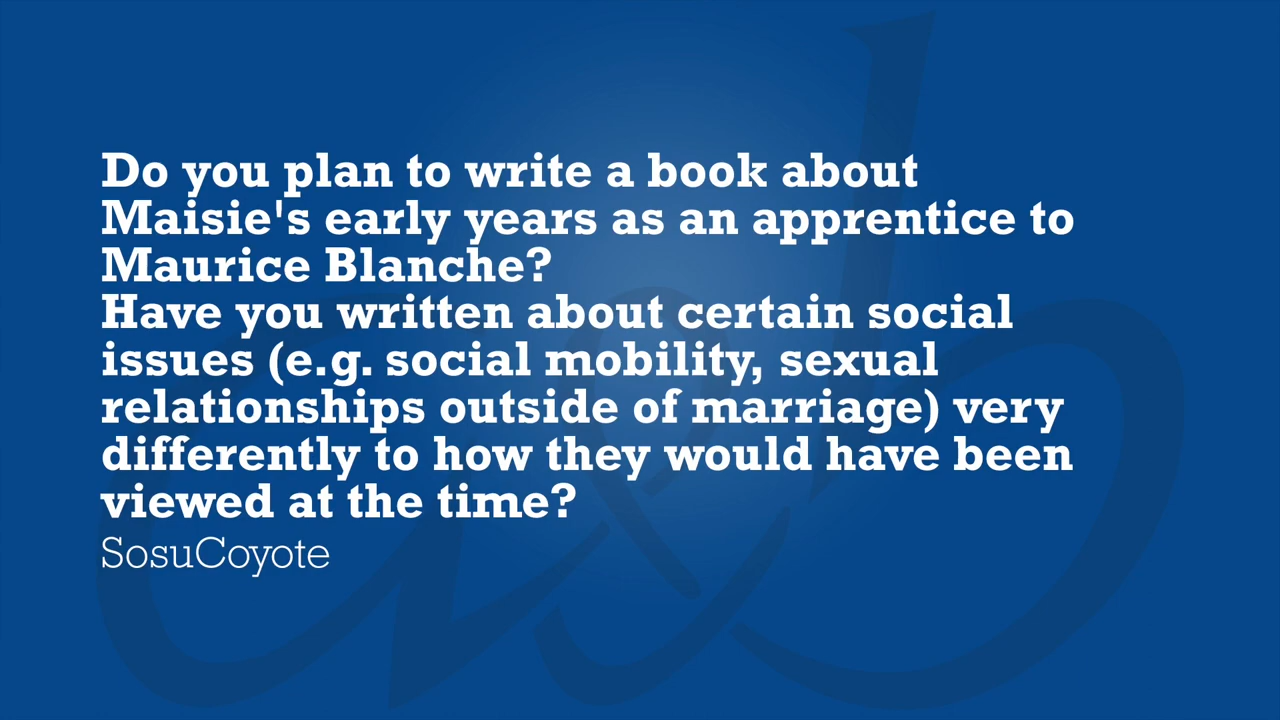 Do you plan to write a book about
Maisie's early years as an apprentice to
Maurice Blanche?
Have you written about certain social
issues (e.g. social mobility, sexual
relationships outside of marriage) very
differently to how they would have been
viewed at the time?
SosuCoyote